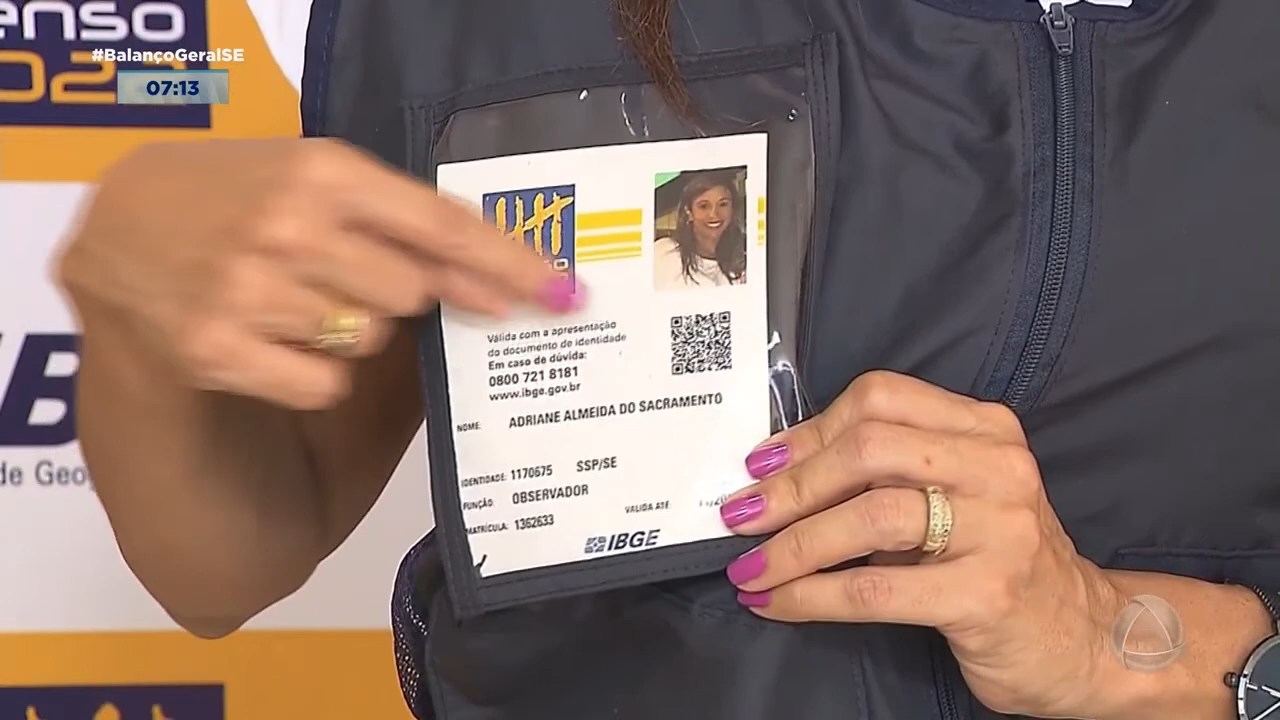 enso
#BalançoGeralSE
07:13
Válida com a apresentação
do documento de identidade
Em caso de dúvida:
0800 721 8181
www.ibge.gov.br
NOME: ADRIANE ALMEIDA DO SACRAMENTO
IDENTIDADE: 1170675 SSP/SE
FUNÇÃO: OBSERVADOR
VALIDA ATÉ
MATRÍCULA: 1362633
IBGE
B
de Geog